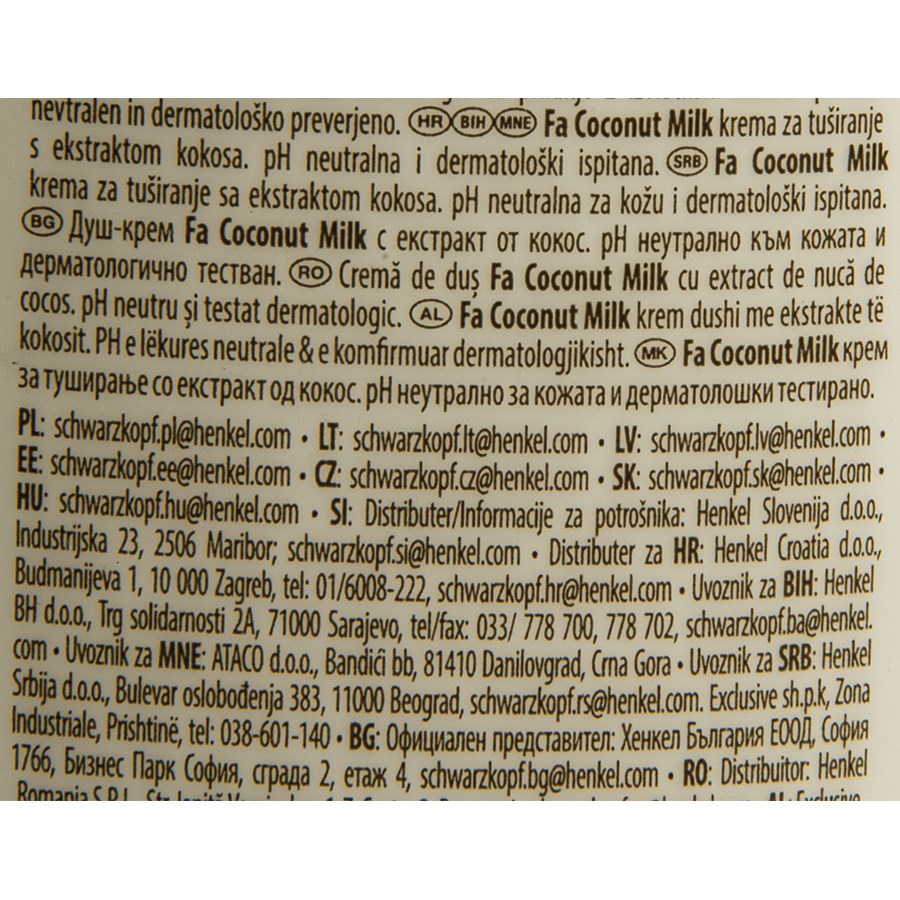 nevtralen in dermatološko preverjeno. HR BIH MNE Fa Coconut Milk krema za tuširanje
s ekstraktom kokosa. pH neutralna i dermatološki ispitana. SRB Fa Coconut Milk
krema za tuširanje sa ekstraktom kokosa. pH neutralna za kožu i dermatološki ispitana.
BG Душ-крем Fa Coconut Milk с екстракт от кокос. pH неутрално към кожата и
дерматологично тестван. RO Cremă de duș Fa Coconut Milk cu extract de nucă de
cocos. pH neutru și testat dermatologic. AL Fa Coconut Milk krem dushi me ekstrakte të
kokosit. PH e lëkures neutrale & e komfirmuar dermatologjikisht. MK Fa Coconut Milk крем
за туширање со екстракт од кокос. pH неутрално за кожата и дерматолошки тестирано.
PL: schwarzkopf.pl@henkel.com • LT: schwarzkopf.lt@henkel.com • LV: schwarzkopf.lv@henkel.com •
EE: schwarzkopf.ee@henkel.com • CZ: schwarzkopf.cz@henkel.com • SK: schwarzkopf.sk@henkel.com •
HU: schwarzkopf.hu@henkel.com • SI: Distributer/Informacije za potrošnika: Henkel Slovenija d.o.o.,
Industrijska 23, 2506 Maribor; schwarzkopf.si@henkel.com • Distributer za HR: Henkel Croatia d.o.o.,
Budmanijeva 1, 10 000 Zagreb, tel: 01/6008-222, schwarzkopf.hr@henkel.com • Uvoznik za BIH: Henkel
BH d.o.o., Trg solidarnosti 2A, 71000 Sarajevo, tel/fax: 033/ 778 700, 778 702, schwarzkopf.ba@henkel.
com • Uvoznik za MNE: ATACO d.o.o., Bandići bb, 81410 Danilovgrad, Crna Gora • Uvoznik za SRB: Henkel
Srbija d.o.o., Bulevar oslobođenja 383, 11000 Beograd, schwarzkopf.rs@henkel.com. Exclusive sh.p.k, Zona
Industriale, Prishtinë, tel: 038-601-140 • BG: Официален представител: Хенкел България ЕООД, София
1766, Бизнес Парк София, сграда 2, етаж 4, schwarzkopf.bg@henkel.com • RO: Distribuitor: Henkel
Romania